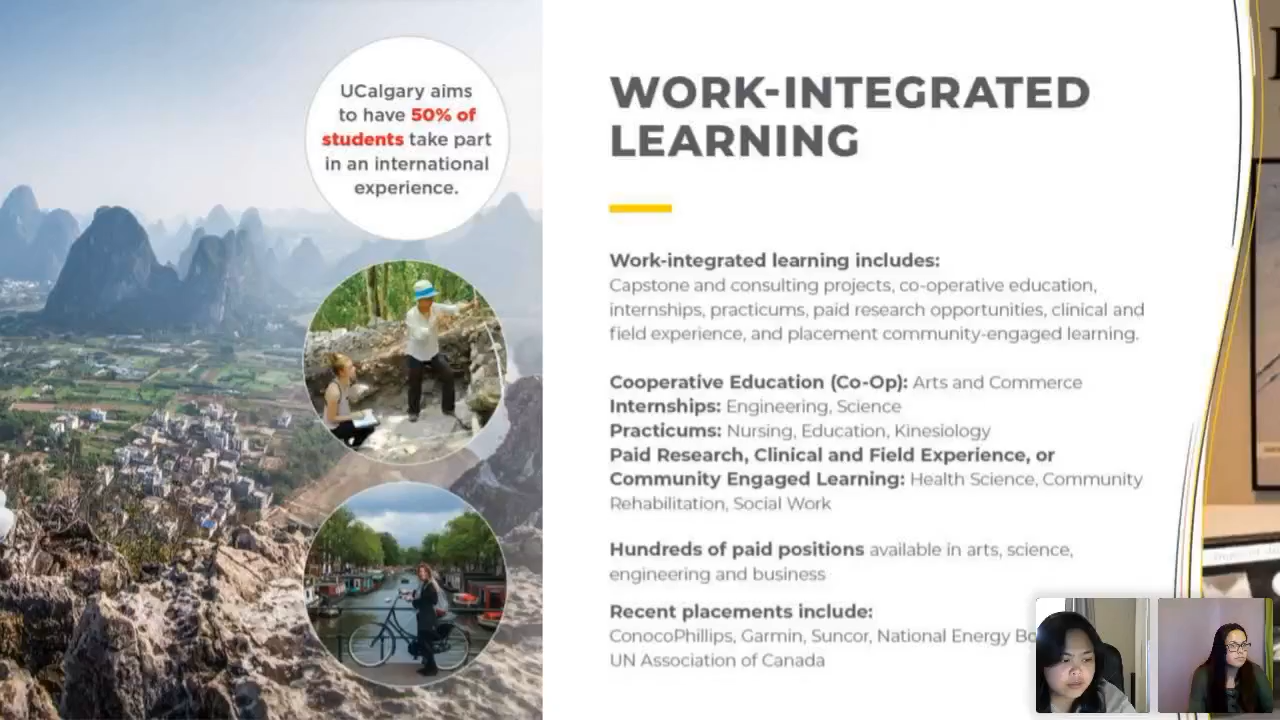 UCalgary aims
to have 50% of
students take part
in an international
experience.
WORK-INTEGRATED
LEARNING
Work-integrated learning includes:
Capstone and consulting projects, co-operative education,
internships, practicums, paid research opportunities, clinical and
field experience, and placement community-engaged learning.
Cooperative Education (Co-Op): Arts and Commerce
Internships: Engineering, Science
Practicums: Nursing, Education, Kinesiology
Paid Research, Clinical and Field Experience, or
Community Engaged Learning: Health Science, Community
Rehabilitation, Social Work
Hundreds of paid positions available in arts, science,
engineering and business
Recent placements include:
ConocoPhillips, Garmin, Suncor, National Energy Bo
UN Association of Canada